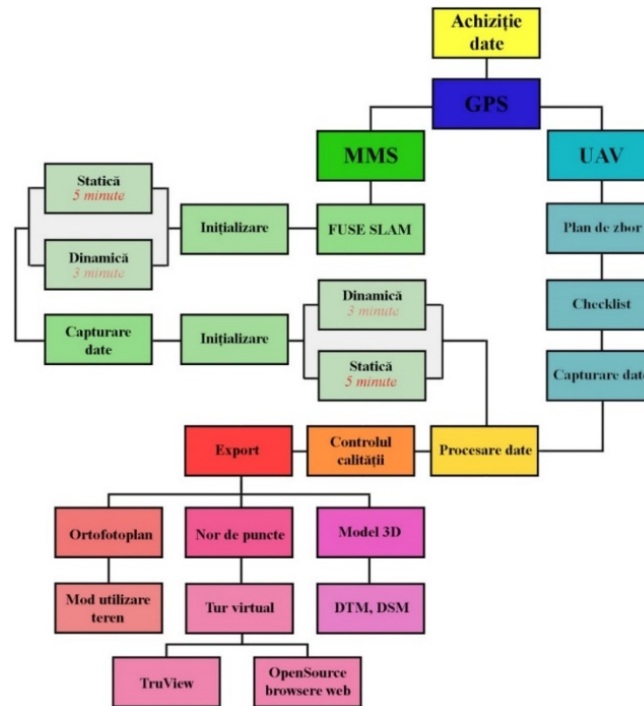 Achiziție
date
GPS
MMS
UAV
Statică
5 minute
Inițializare
FUSE SLAM
Plan de zbor
Dinamică
3 minute
Dinamică
3 minute
Checklist
Capturare
date
Inițializare
Statică
5 minute
Capturare date
Export
Controlul
calității
Procesare date
Ortofotoplan
Nor de puncte
Model 3D
Mod utilizare
teren
Tur virtual
DTM, DSM
TruView
OpenSource
browsere web